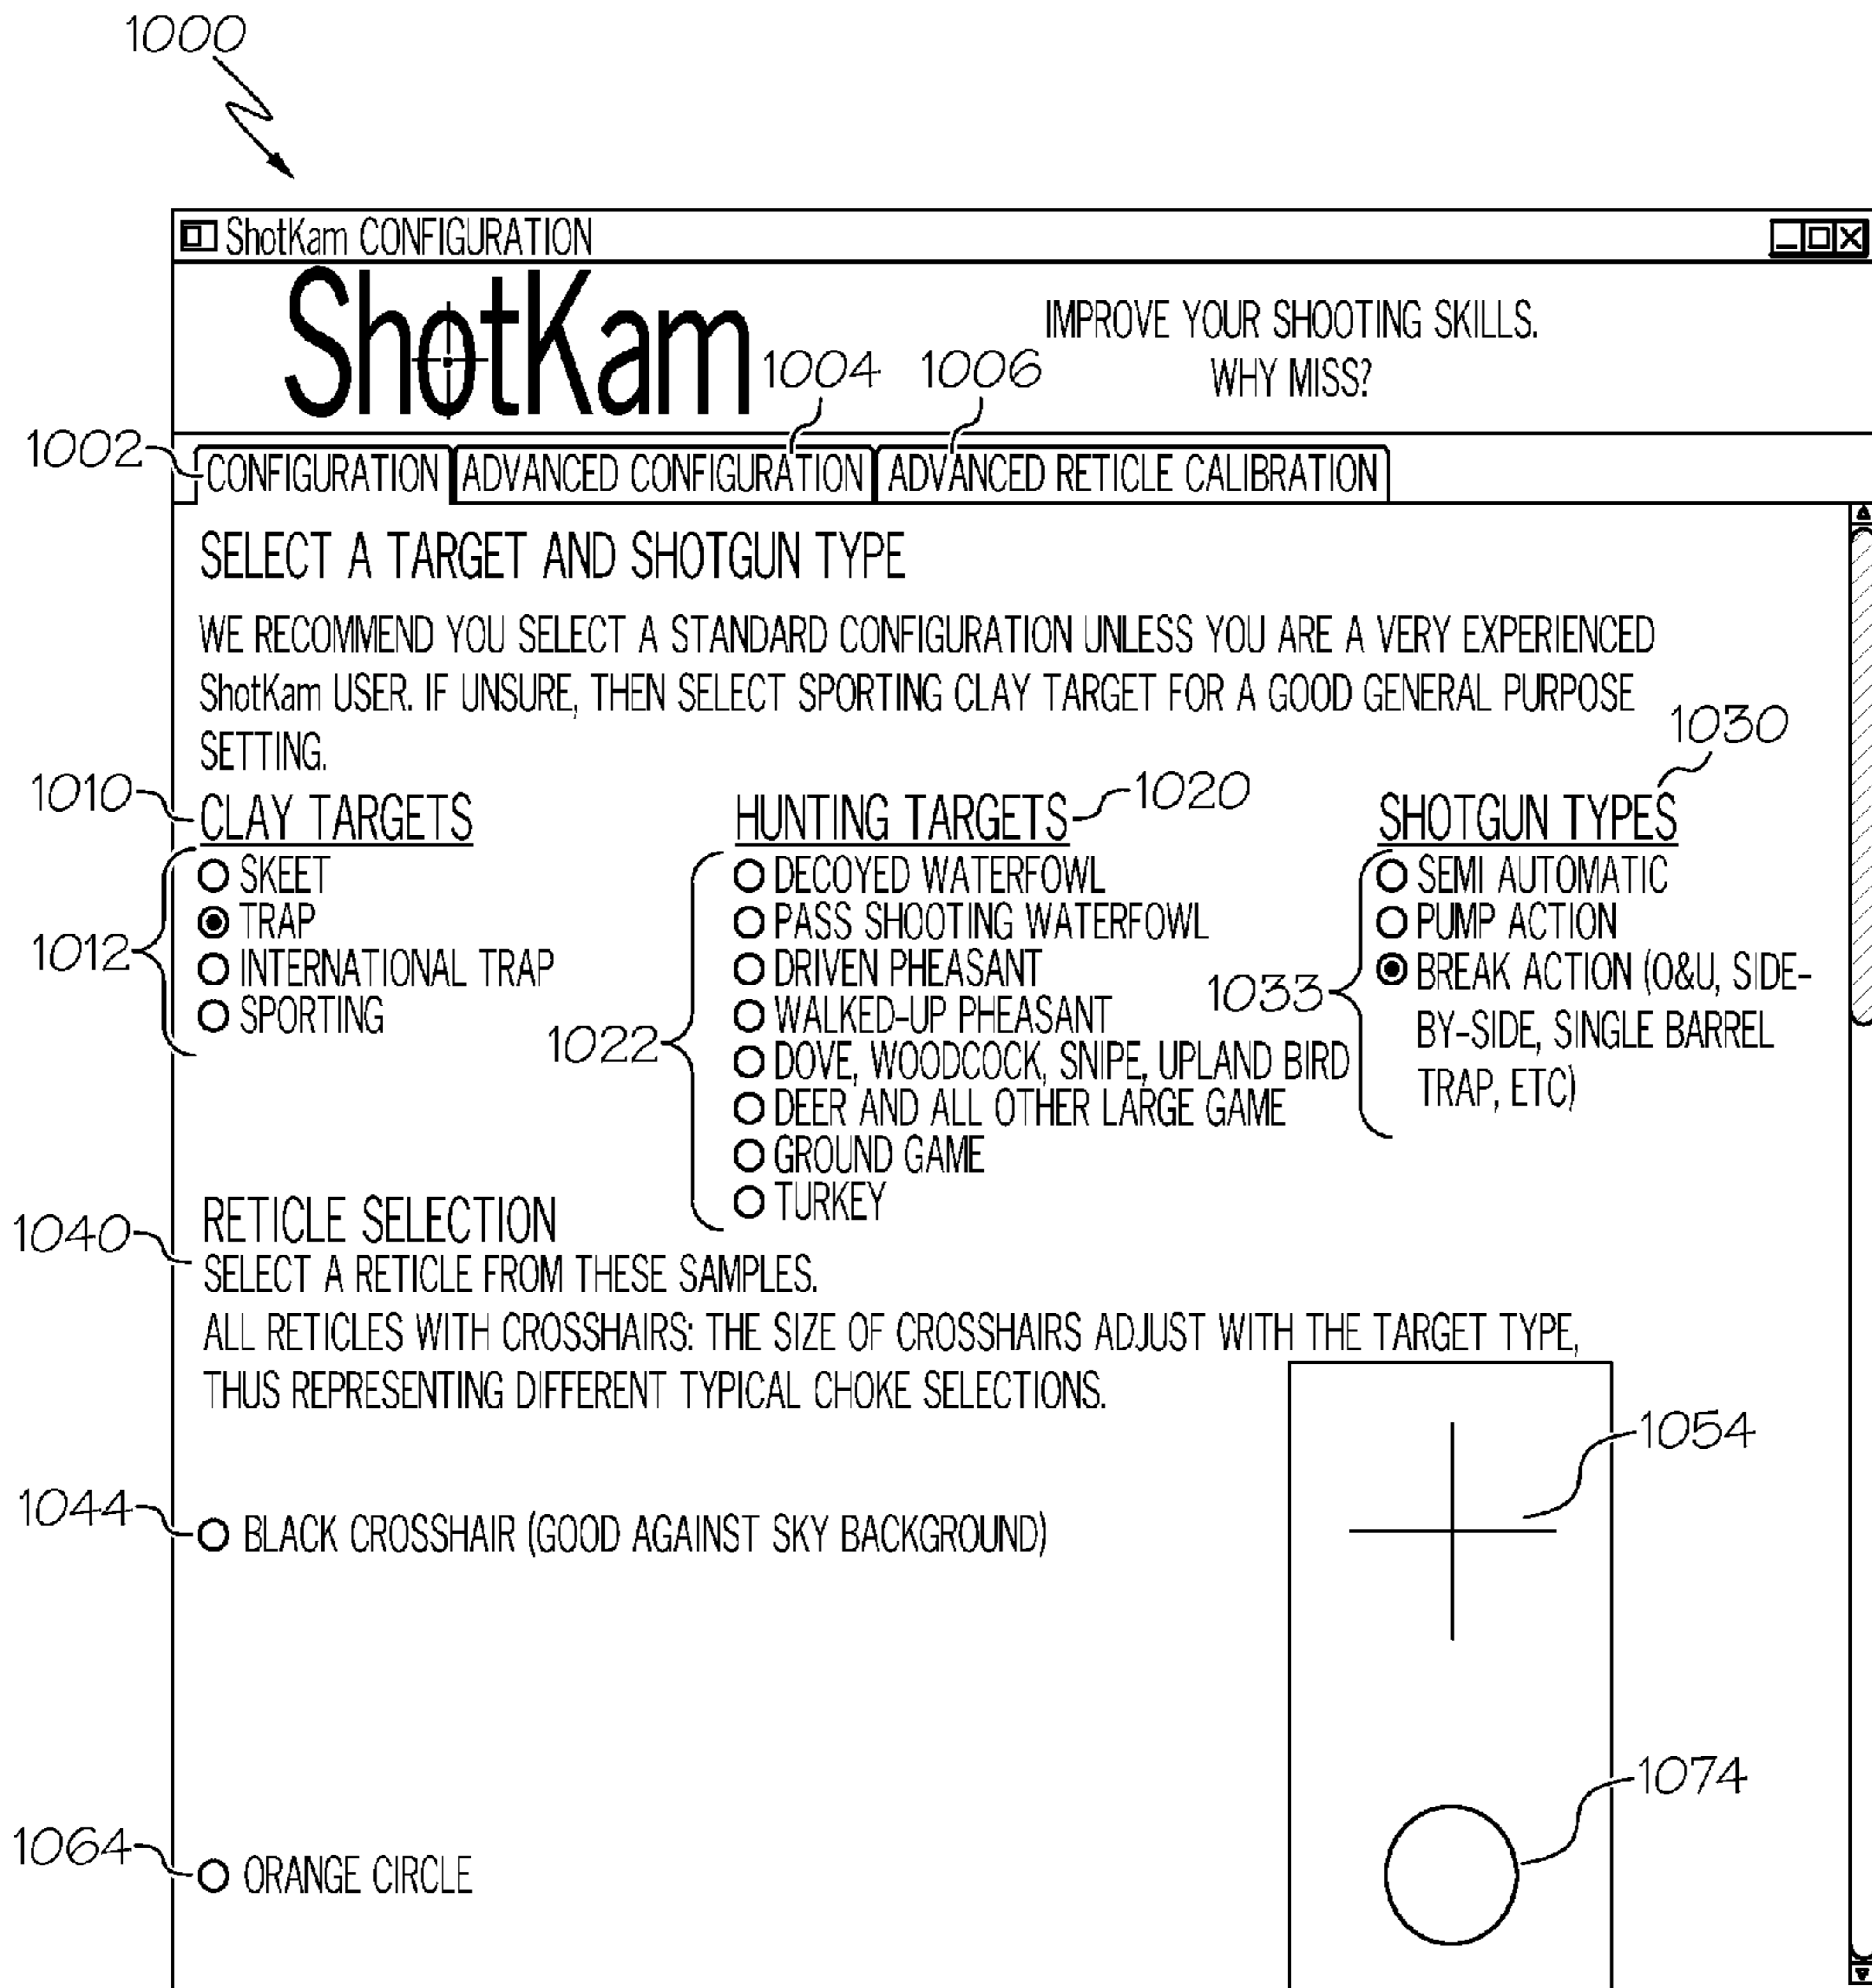 1000
ShotKam CONFIGURATION
ShotKam
IMPROVE YOUR SHOOTING SKILLS.
WHY MISS?
1004
1006
1002
CONFIGURATION
ADVANCED CONFIGURATION
ADVANCED RETICLE CALIBRATION
SELECT A TARGET AND SHOTGUN TYPE
WE RECOMMEND YOU SELECT A STANDARD CONFIGURATION UNLESS YOU ARE A VERY EXPERIENCED
ShotKam USER. IF UNSURE, THEN SELECT SPORTING CLAY TARGET FOR A GOOD GENERAL PURPOSE
SETTING.
1010
CLAY TARGETS
1012
SKEET
TRAP
INTERNATIONAL TRAP
SPORTING
1020
HUNTING TARGETS
1022
DECOYED WATERFOWL
PASS SHOOTING WATERFOWL
DRIVEN PHEASANT
WALKED-UP PHEASANT
DOVE, WOODCOCK, SNIPE, UPLAND BIRD
DEER AND ALL OTHER LARGE GAME
GROUND GAME
TURKEY
1030
SHOTGUN TYPES
1033
SEMI AUTOMATIC
PUMP ACTION
BREAK ACTION (O&U, SIDE-
BY-SIDE, SINGLE BARREL
TRAP, ETC)
RETICLE SELECTION
1040
SELECT A RETICLE FROM THESE SAMPLES.
ALL RETICLES WITH CROSSHAIRS: THE SIZE OF CROSSHAIRS ADJUST WITH THE TARGET TYPE,
THUS REPRESENTING DIFFERENT TYPICAL CHOKE SELECTIONS.
1054
1044
BLACK CROSSHAIR (GOOD AGAINST SKY BACKGROUND)
1074
1064
ORANGE CIRCLE